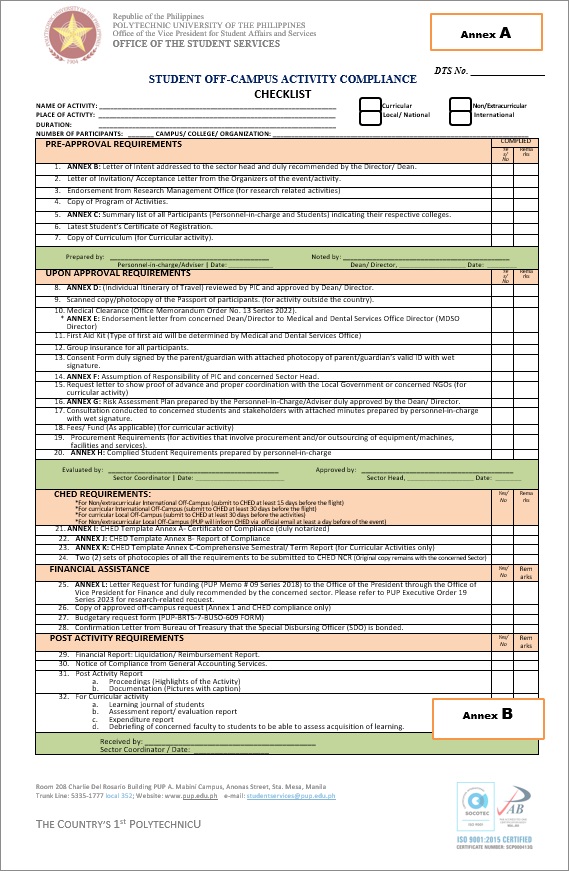 Republic of the Philippines
POLYTECHNIC UNIVERSITY OF THE PHILIPPINES
Office of the Vice President for Student Affairs and Services
OFFICE OF THE STUDENT SERVICES
Annex A
DTS No. ______________
STUDENT OFF-CAMPUS ACTIVITY COMPLIANCE
CHECKLIST
NAME OF ACTIVITY: ______________
PLACE OF ACTIVITY: ______________
DURATION: ______________
NUMBER OF PARTICIPANTS: ______ CAMPUS/ COLLEGE/ ORGANIZATION: ______________
Curricular
Non/Extracurricular
Local/ National
International
PRE-APPROVAL REQUIREMENTS
COMPLIED
Yes/ No
Remarks
1. ANNEX B: Letter of Intent addressed to the sector head and duly recommended by the Director/ Dean.
2. Letter of Invitation/ Acceptance Letter from the Organizers of the event/activity.
3. Endorsement from Research Management Office (for research related activities)
4. Copy of Program of Activities.
5. ANNEX C: Summary list of all Participants (Personnel-in-charge and Students) indicating their respective colleges.
6. Latest Student's Certificate of Registration.
7. Copy of Curriculum (for Curricular activity).
Prepared by: ______________ Noted by: ______________
Personnel-in-charge/Adviser | Date: ______________ Dean/ Director, ______________ Date: ______
UPON APPROVAL REQUIREMENTS
Yes/ No
Remarks
8. ANNEX D: (Individual Itinerary of Travel) reviewed by PIC and approved by Dean/ Director.
9. Scanned copy/photocopy of the Passport of participants. (for activity outside the country).
10. Medical Clearance (Office Memorandum Order No. 13 Series 2022).
* ANNEX E: Endorsement letter from concerned Dean/Director to Medical and Dental Services Office Director (MDSO
Director)
11. First Aid Kit (Type of first aid will be determined by Medical and Dental Services Office)
12. Group insurance for all participants.
13. Consent Form duly signed by the parent/guardian with attached photocopy of parent/guardian's valid ID with wet
signature.
14. ANNEX F: Assumption of Responsibility of PIC and concerned Sector Head.
15. Request letter to show proof of advance and proper coordination with the Local Government or concerned NGOs (for
curricular activity)
16. ANNEX G: Risk Assessment Plan prepared by the Personnel-In-Charge/Adviser duly approved by the Dean/ Director.
17. Consultation conducted to concerned students and stakeholders with attached minutes prepared by personnel-in-charge
with wet signature.
18. Fees/ Fund (As applicable) (for curricular activity)
19. Procurement Requirements (for activities that involve procurement and/or outsourcing of equipment/machines,
facilities and services).
20. ANNEX H: Complied Student Requirements prepared by personnel-in-charge
Evaluated by: ______________ Approved by: ______________
Sector Coordinator | Date: ______________ Sector Head, ______________ Date: ______
CHED REQUIREMENTS:
Yes/ No
Remarks
*For Non/extracurricular International Off-Campus (submit to CHED at least 15 days before the flight)
*For curricular International Off-Campus (submit to CHED at least 30 days before the flight)
*For curricular Local Off-Campus (submit to CHED at least 30 days before the activities)
*For Non/extracurricular Local Off-Campus (PUP will inform CHED via official email at least a day before of the event)
21. ANNEX I: CHED Template Annex A- Certificate of Compliance (duly notarized)
22. ANNEX J: CHED Template Annex B- Report of Compliance
23. ANNEX K: CHED Template Annex C-Comprehensive Semestral/ Term Report (for Curricular Activities only)
24. Two (2) sets of photocopies of all the requirements to be submitted to CHED NCR (Original copy remains with the concerned Sector)
FINANCIAL ASSISTANCE
Yes/ No
Remarks
25. ANNEX L: Letter Request for funding (PUP Memo # 09 Series 2018) to the Office of the President through the Office of
Vice President for Finance and duly recommended by the concerned sector. Please refer to PUP Executive Order 19
Series 2023 for research-related request.
26. Copy of approved off-campus request (Annex 1 and CHED compliance only)
27. Budgetary request form (PUP-BRTS-7-BUSO-609 FORM)
28. Confirmation Letter from Bureau of Treasury that the Special Disbursing Officer (SDO) is bonded.
POST ACTIVITY REQUIREMENTS
Yes/ No
Remarks
29. Financial Report: Liquidation/ Reimbursement Report.
30. Notice of Compliance from General Accounting Services.
31. Post Activity Report
a. Proceedings (Highlights of the Activity)
b. Documentation (Pictures with caption)
32. For Curricular activity
a. Learning journal of students
b. Assessment report/ evaluation report
c. Expenditure report
d. Debriefing of concerned faculty to students to be able to assess acquisition of learning.
Annex B
Received by: ______________
Sector Coordinator / Date: ______________
Room 208 Charlie Del Rosario Building PUP A. Mabini Campus, Anonas Street, Sta. Mesa, Manila
Trunk Line: 5335-1777 local 352; Website: www.pup.edu.ph e-mail: studentservices@pup.edu.ph
THE COUNTRY'S 1st POLYTECHNICU
SOCOTEC
PAB
ISO 9001:2015 CERTIFIED
CERTIFICATE NUMBER: SCP000413Q